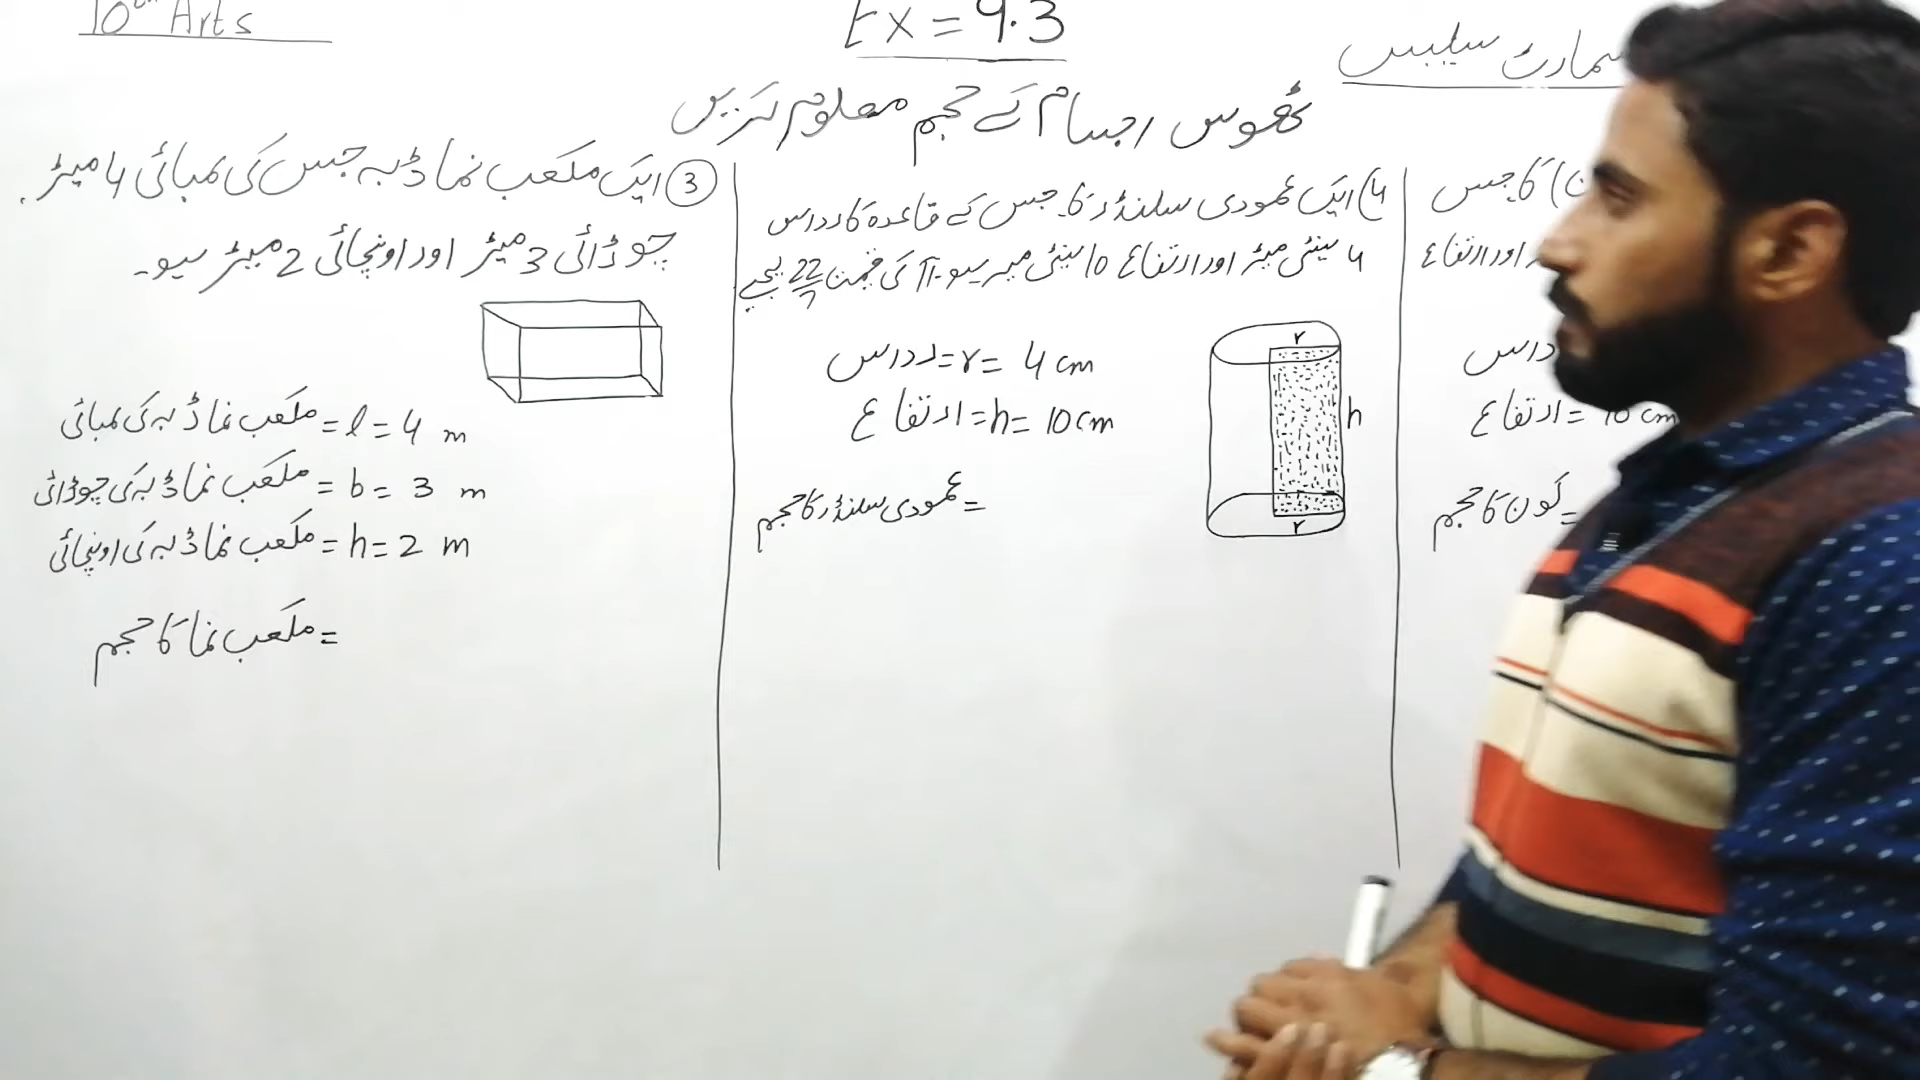 10th Arts
Ex = 9.3
سمارٹ سلیبس
ٹھوس اجسام کے حجم معلوم کریں
③ ایک مکعب نما ڈبہ جس کی لمبائی 4 میٹر
چوڑائی 3 میٹر اور اونچائی 2 میٹر ہو۔
مکعب نما ڈبہ کی لمبائی = l = 4 m
مکعب نما ڈبہ کی چوڑائی = b = 3 m
مکعب نما ڈبہ کی اونچائی = h = 2 m
مکعب نما کا حجم =
4) ایک عمودی سلنڈر کا۔ جس کے قاعدہ کا رداس
4 سینٹی میٹر اور ارتفاع 10 سینٹی میٹر ہو۔ π کی قیمت 22/7 لیجیے
رداس = r = 4 cm
ارتفاع = h = 10 cm
عمودی سلنڈر کا حجم =
r
h
r
کا جس
اور ارتفاع
رداس
ارتفاع = 10 cm
کون کا حجم =